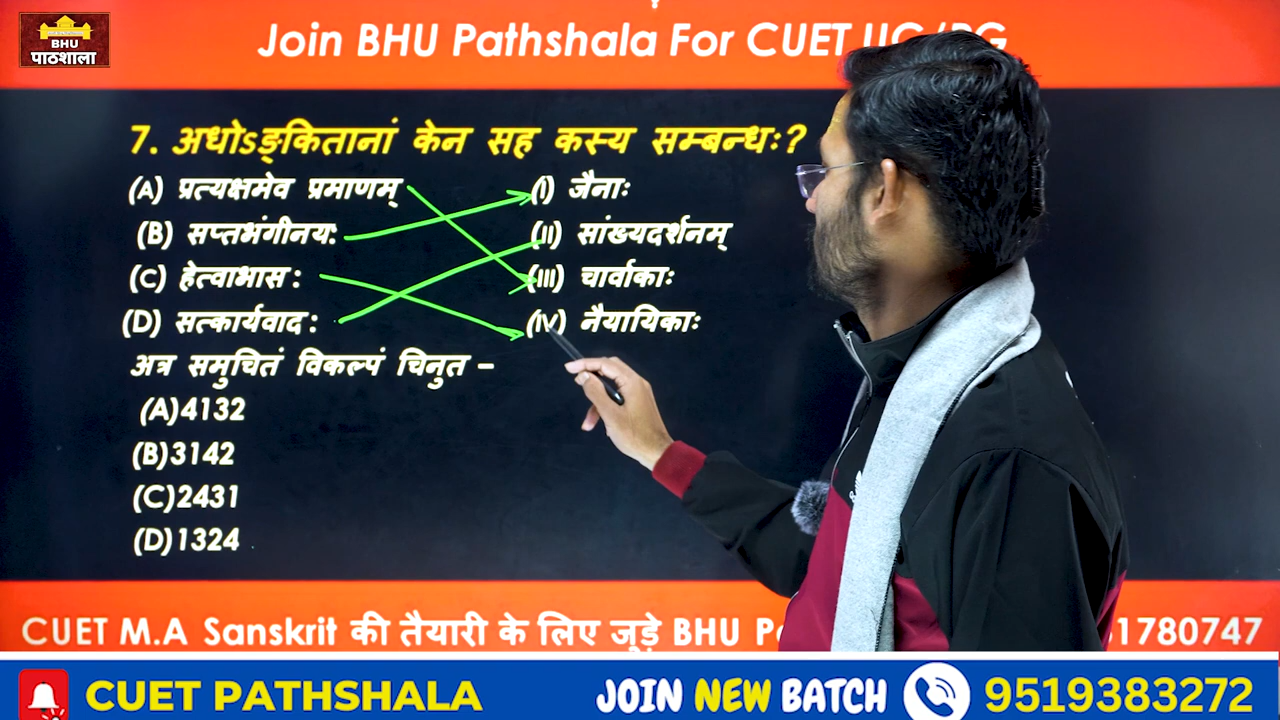 BHU
पाठशाला
Join BHU Pathshala For CUET UG/PG
7. अधोऽङ्कितानां केन सह कस्य सम्बन्धः?
(A) प्रत्यक्षमेव प्रमाणम् (I) जैनाः
(B) सप्तभंगीनय: (II) सांख्यदर्शनम्
(C) हेत्वाभास : (III) चार्वाकाः
(D) सत्कार्यवाद : (IV) नैयायिकाः
अत्र समुचितं विकल्पं चिनुत –
(A)4132
(B)3142
(C)2431
(D)1324
CUET M.A Sanskrit की तैयारी के लिए जुड़े BHU 1780747
CUET PATHSHALA JOIN NEW BATCH 9519383272